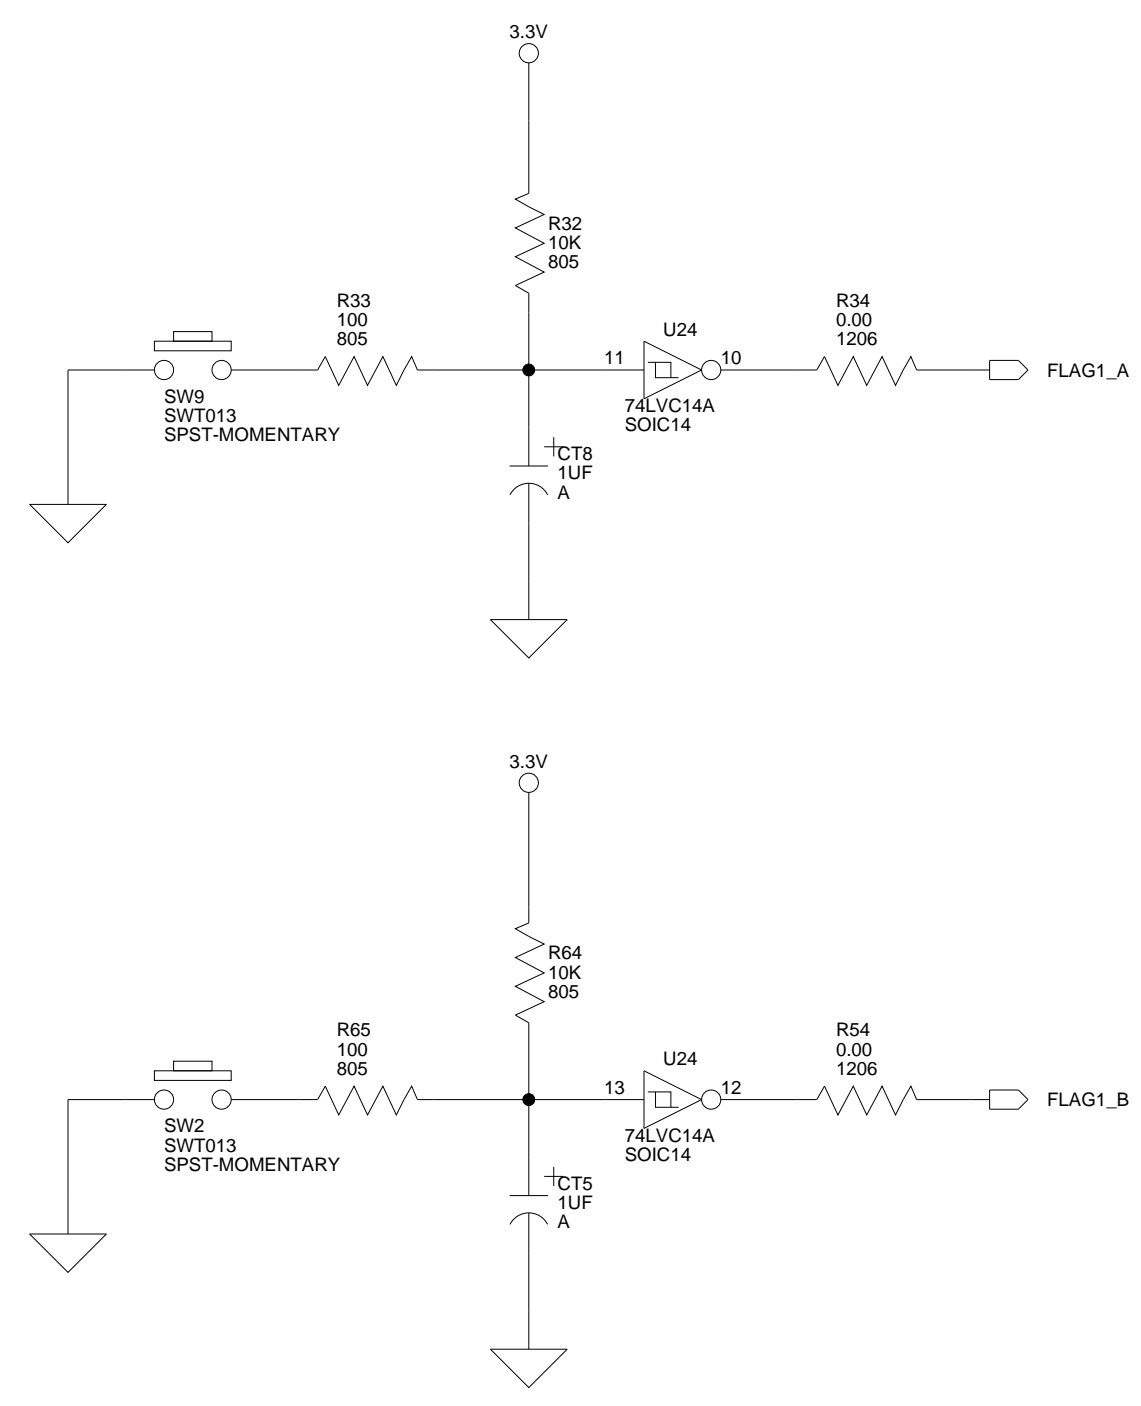 3.3V
R32
10K
805
R33
100
805
R34
0.00
1206
U24
11
10
FLAG1_A
SW9
SWT013
SPST-MOMENTARY
74LVC14A
SOIC14
+
CT8
1UF
A
3.3V
R64
10K
805
R65
100
805
R54
0.00
1206
U24
13
12
FLAG1_B
SW2
SWT013
SPST-MOMENTARY
74LVC14A
SOIC14
+
CT5
1UF
A